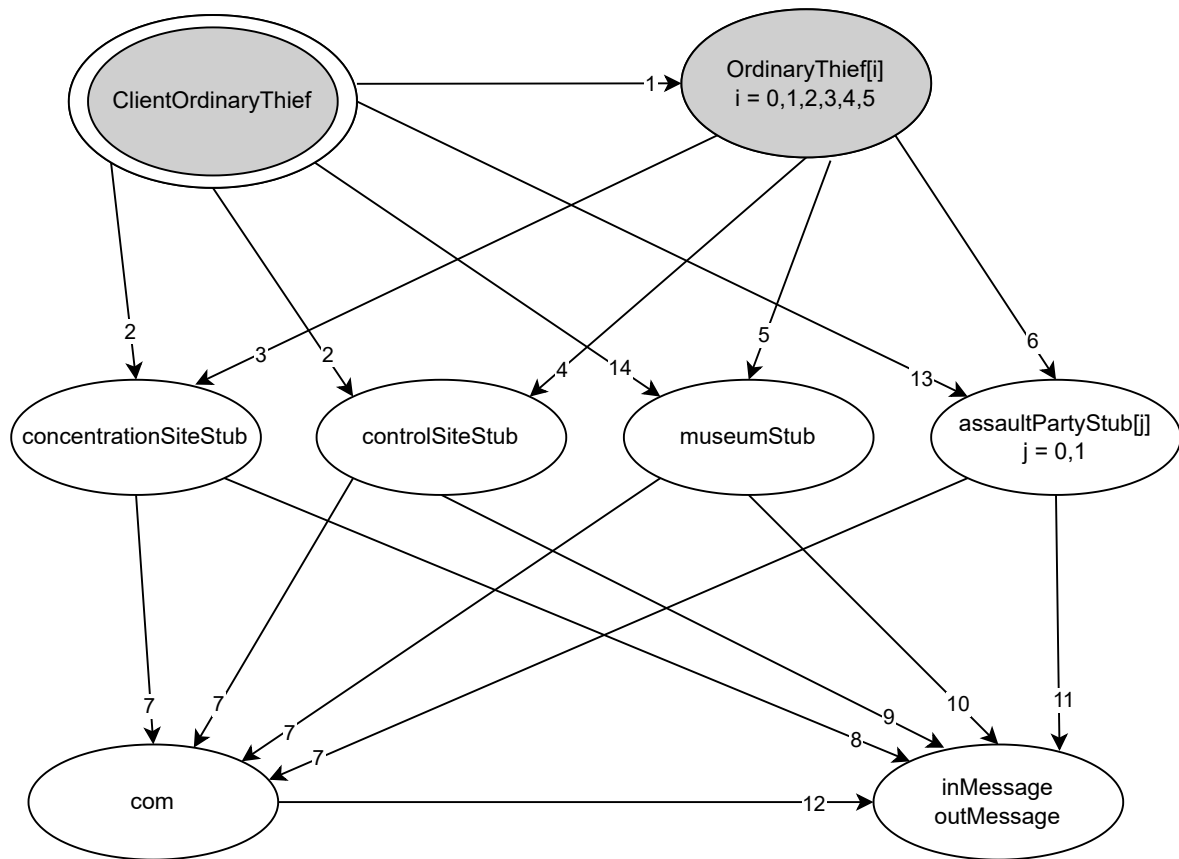 ClientOrdinaryThief
OrdinaryThief[i]
i = 0,1,2,3,4,5
1
2
3
2
4
14
5
13
6
concentrationSiteStub
controlSiteStub
museumStub
assaultPartyStub[j]
j = 0,1
7
7
7
7
8
9
10
11
com
12
inMessage
outMessage